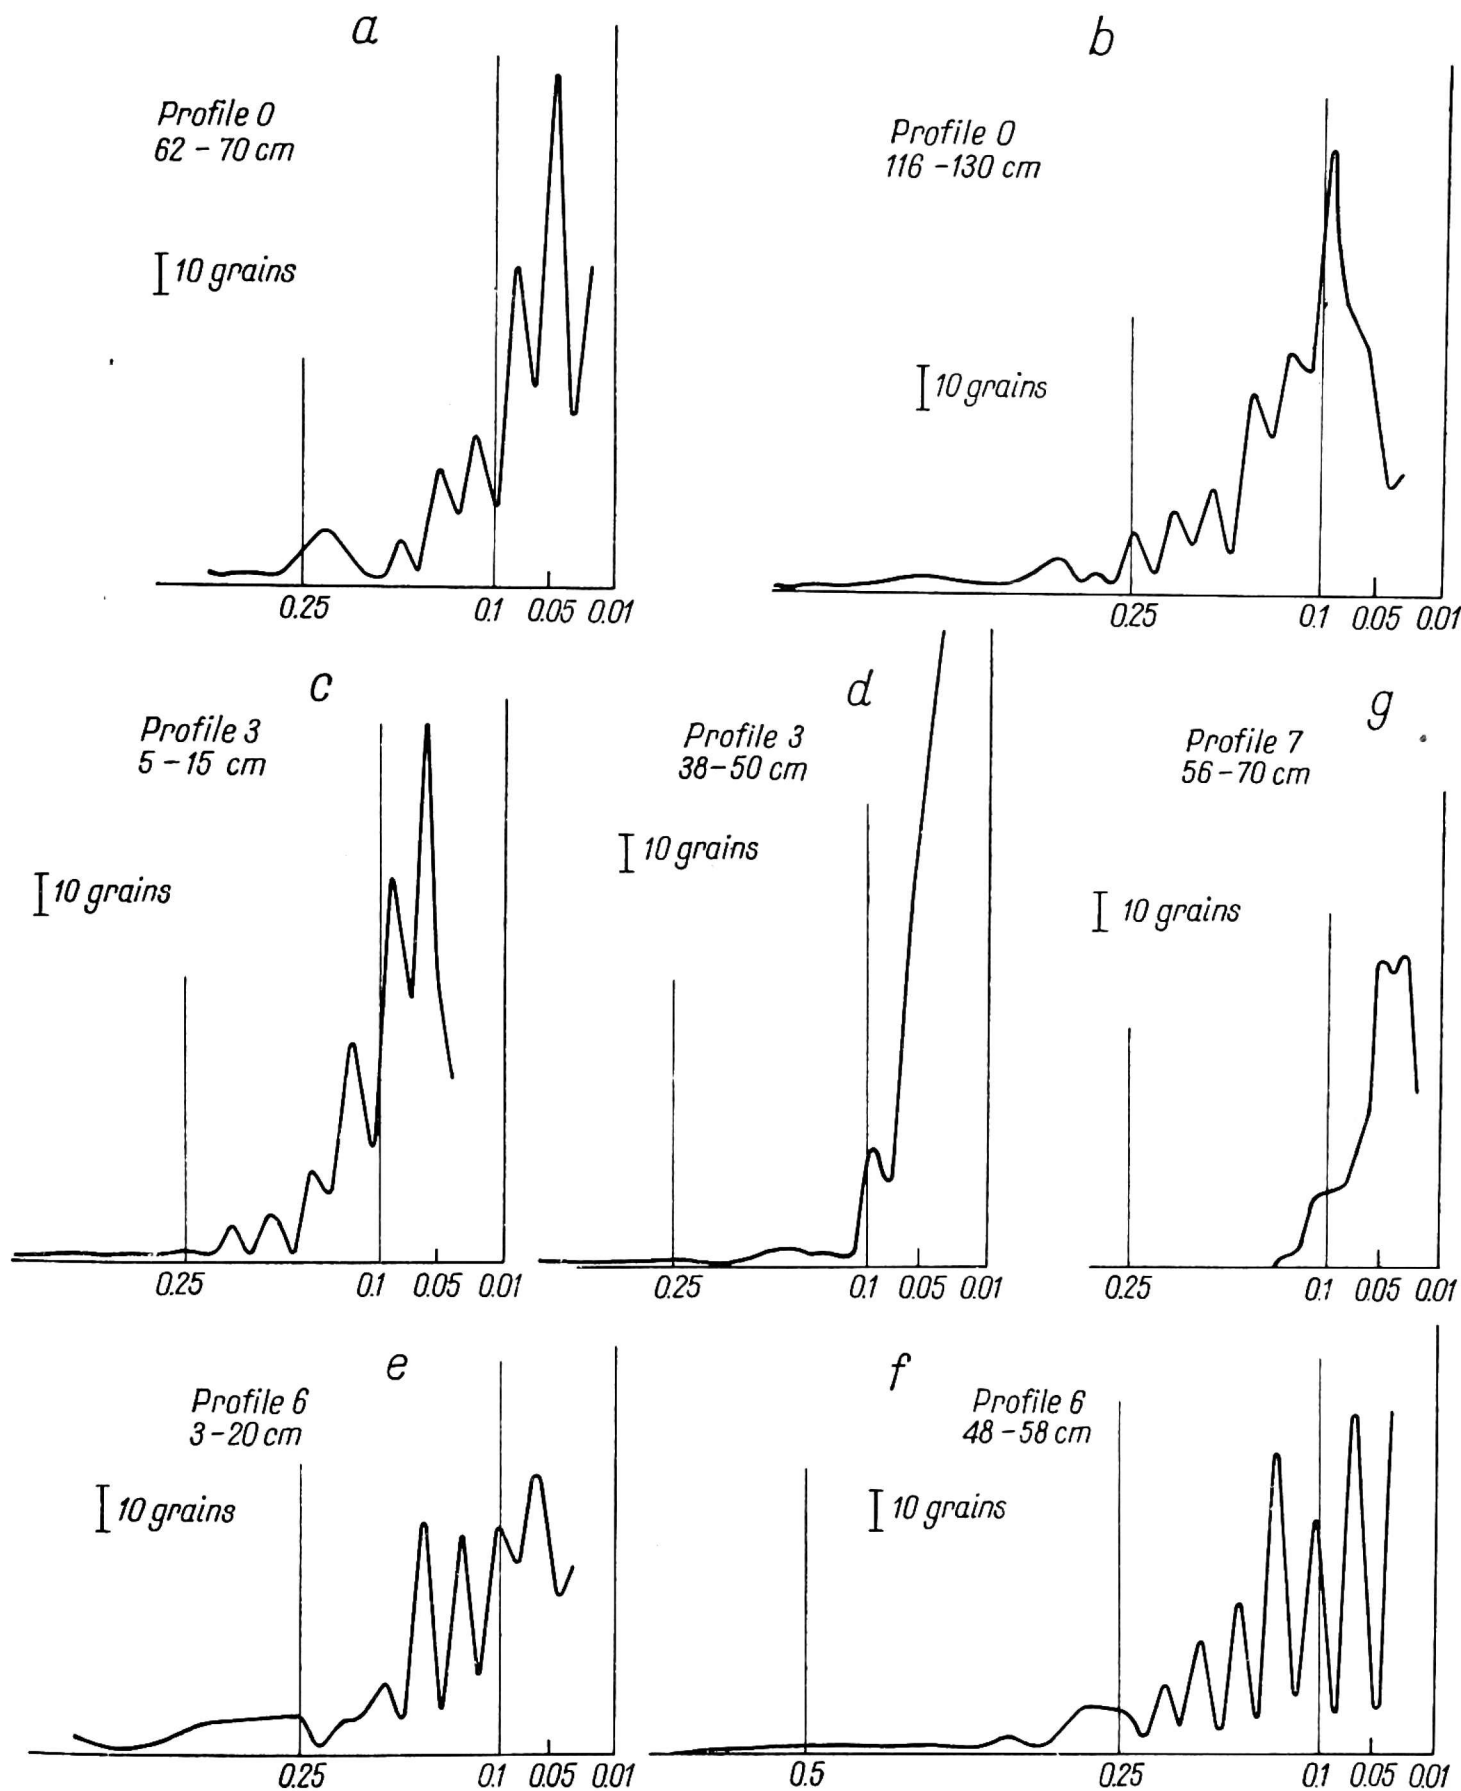 a
Profile 0
62 - 70 cm
10 grains
0.25 0.1 0.05 0.01
b
Profile 0
116 - 130 cm
10 grains
0.25 0.1 0.05 0.01
c
Profile 3
5 - 15 cm
10 grains
0.25 0.1 0.05 0.01
d
Profile 3
38-50 cm
10 grains
0.25 0.1 0.05 0.01
g
Profile 7
56-70 cm
10 grains
0.25 0.1 0.05 0.01
e
Profile 6
3-20 cm
10 grains
0.25 0.1 0.05 0.01
f
Profile 6
48-58 cm
10 grains
0.5 0.25 0.1 0.05 0.01